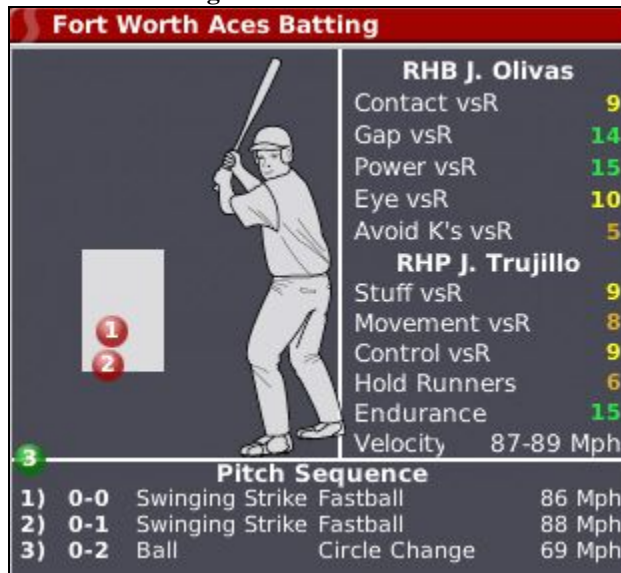 Fort Worth Aces Batting
RHB J. Olivas
Contact vsR 9
Gap vsR 14
Power vsR 15
Eye vsR 10
Avoid K's vsR 5
RHP J. Trujillo
Stuff vsR 9
Movement vsR 8
Control vsR 9
Hold Runners 6
Endurance 15
Velocity 87-89 Mph
1
2
3
Pitch Sequence
1) 0-0 Swinging Strike Fastball 86 Mph
2) 0-1 Swinging Strike Fastball 88 Mph
3) 0-2 Ball Circle Change 69 Mph